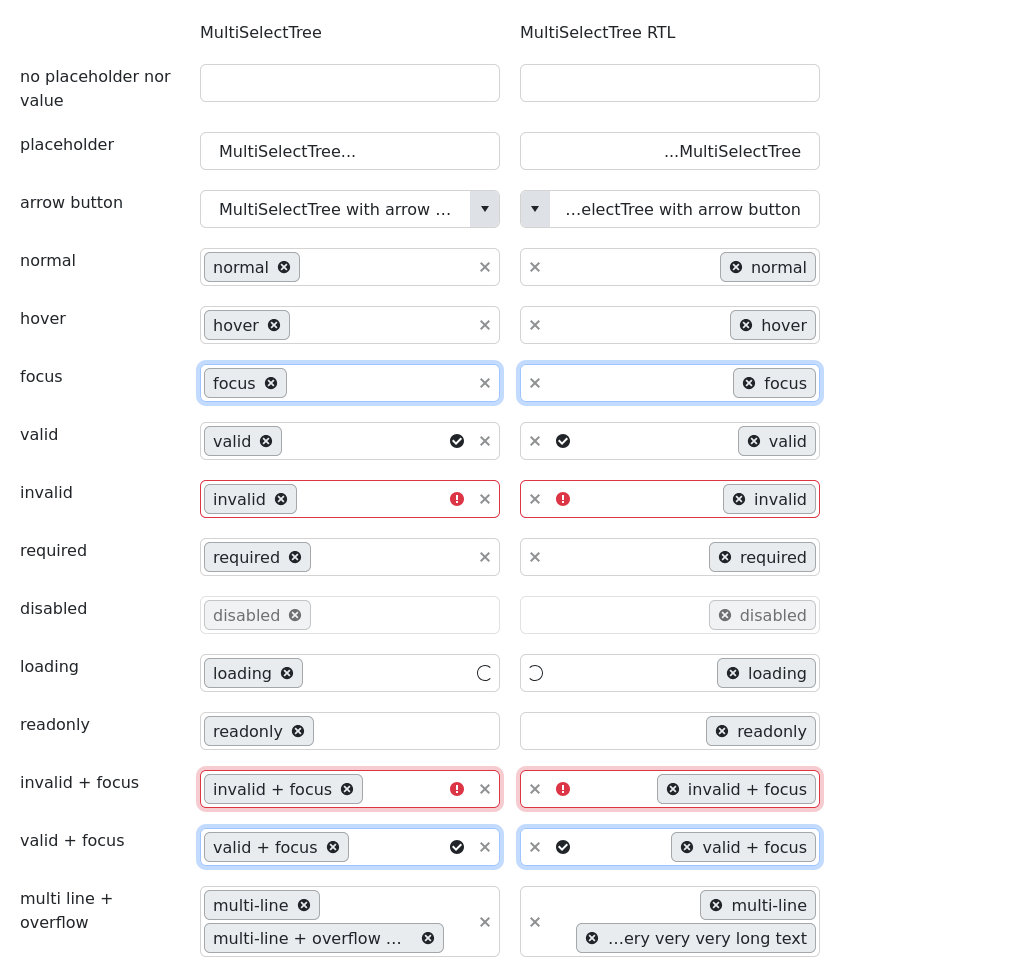 MultiSelectTree MultiSelectTree RTL
no placeholder nor
value
placeholder MultiSelectTree... ...MultiSelectTree
arrow button MultiSelectTree with arrow ... ...electTree with arrow button
normal normal normal
hover hover hover
focus focus focus
valid valid valid
invalid invalid invalid
required required required
disabled disabled disabled
loading loading loading
readonly readonly readonly
invalid + focus invalid + focus invalid + focus
valid + focus valid + focus valid + focus
multi line + multi-line multi-line
overflow multi-line + overflow ... ...ery very very long text